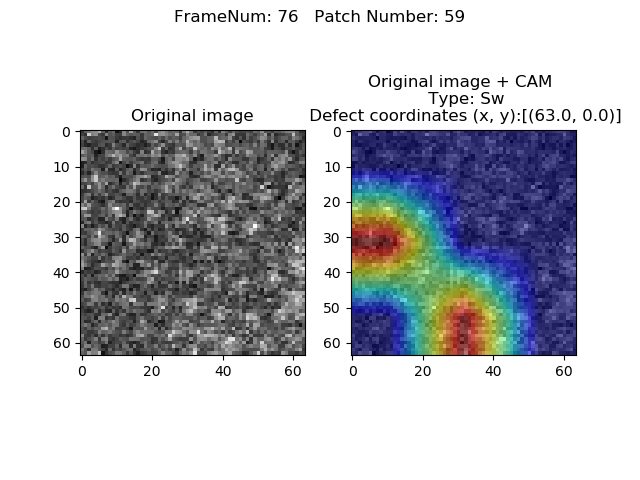 FrameNum: 76   Patch Number: 59
Original image
Original image + CAM
Type: Sw
Defect coordinates (x, y):[(63.0, 0.0)]
0
10
20
30
40
50
60
0 20 40 60
0
10
20
30
40
50
60
0 20 40 60